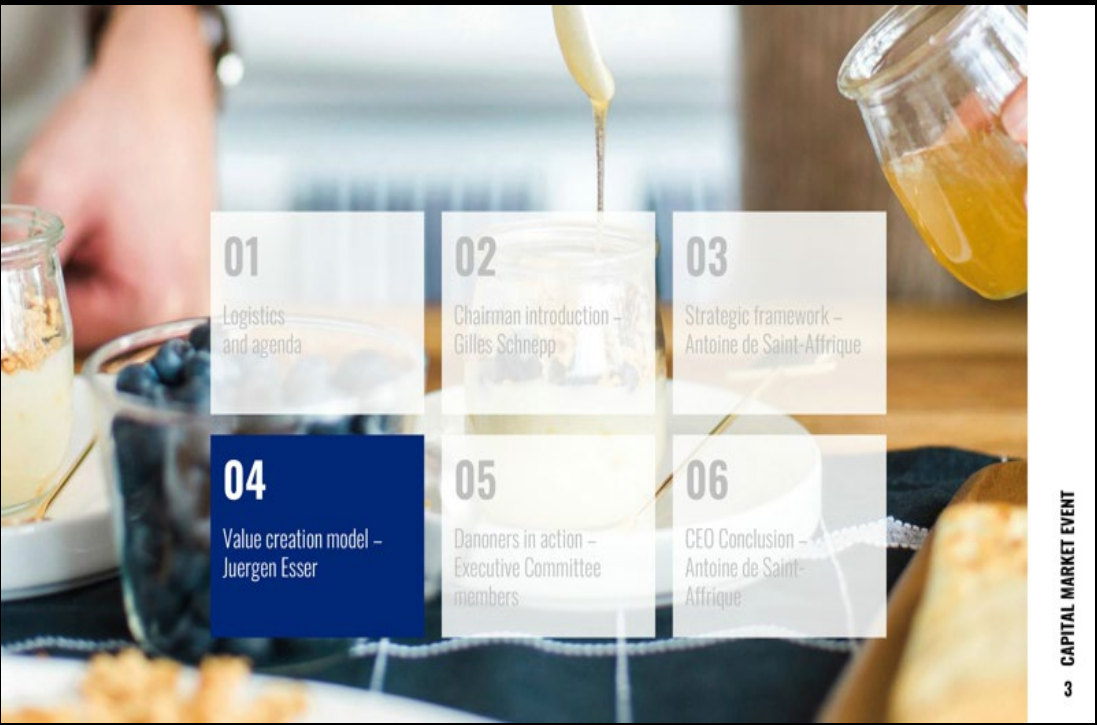 01
Logistics
and agenda
02
Chairman introduction –
Gilles Schnepp
03
Strategic framework –
Antoine de Saint-Affrique
04
Value creation model –
Juergen Esser
05
Danoners in action –
Executive Committee
members
06
CEO Conclusion –
Antoine de Saint-
Affrique
CAPITAL MARKET EVENT
3